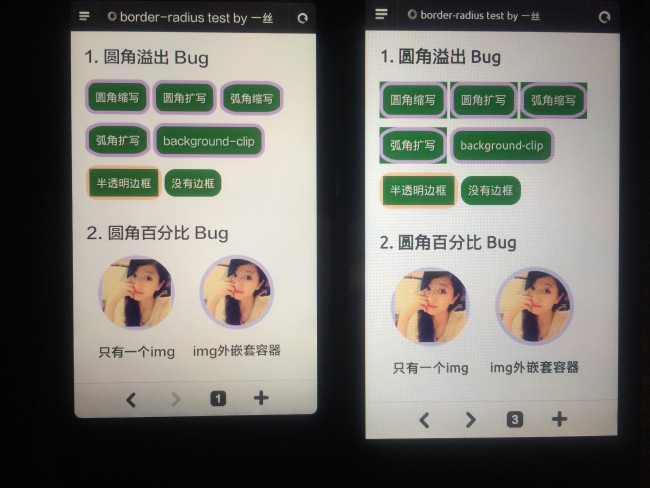 border-radius test by 一丝
1. 圆角溢出 Bug
圆角缩写 圆角扩写 弧角缩写
弧角扩写 background-clip
半透明边框 没有边框
2. 圆角百分比 Bug
只有一个img img外嵌套容器
1
border-radius test by 一丝
1. 圆角溢出 Bug
圆角缩写 圆角扩写 弧角缩写
弧角扩写 background-clip
半透明边框 没有边框
2. 圆角百分比 Bug
只有一个img img外嵌套容器
3